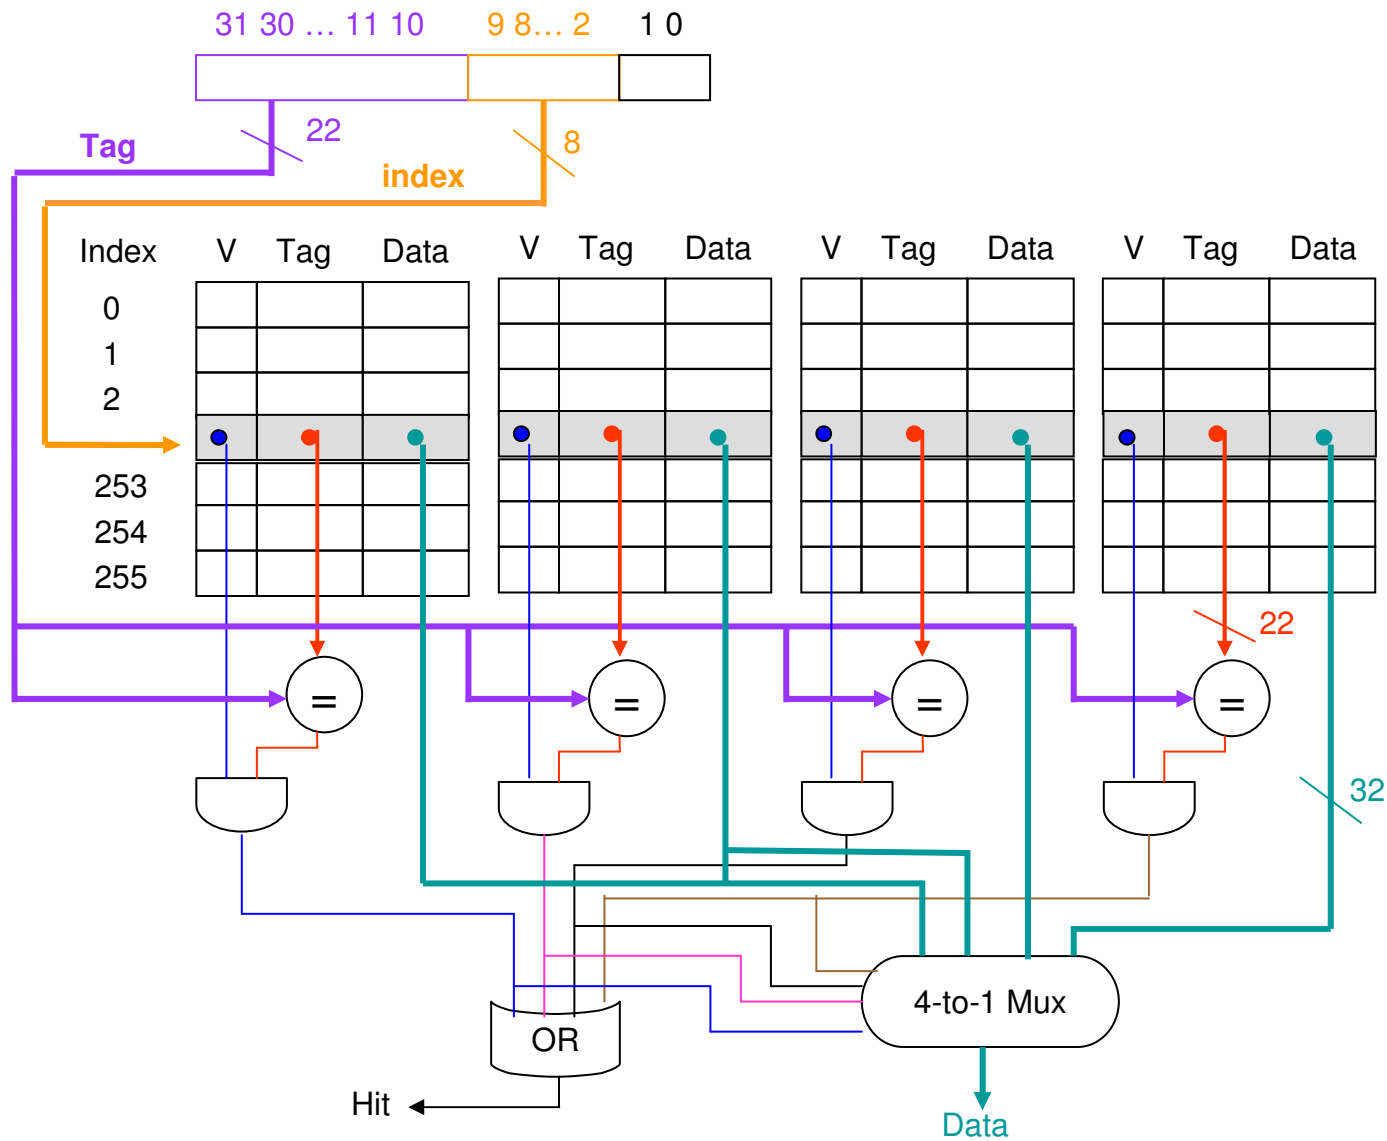 31 30 … 11 10 9 8… 2 1 0
22
8
Tag
index
Index V Tag Data V Tag Data V Tag Data V Tag Data
0
1
2
253
254
255
22
= = = =
32
4-to-1 Mux
OR
Hit
Data